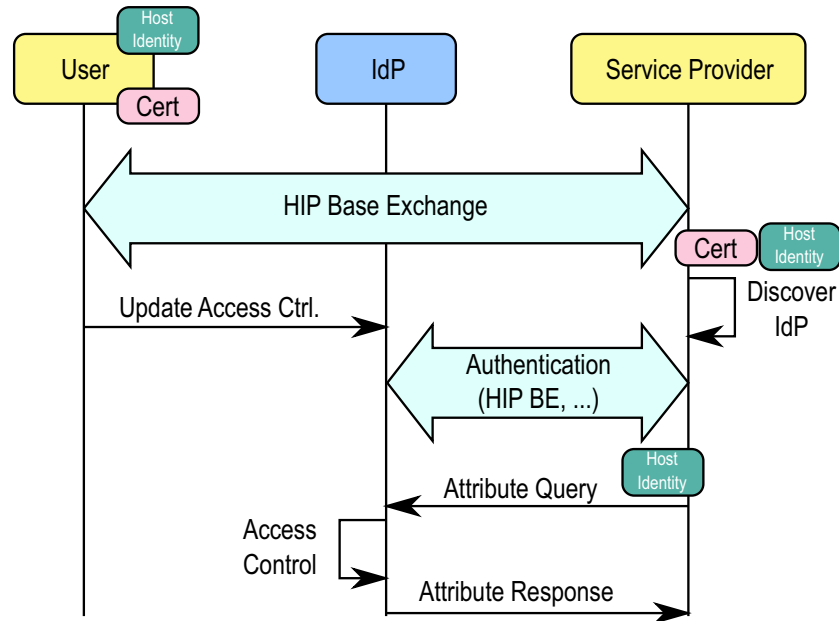 Host
Identity
User
Cert
IdP
Service Provider
HIP Base Exchange
Cert
Host
Identity
Discover
IdP
Update Access Ctrl.
Authentication
(HIP BE, ...)
Host
Identity
Attribute Query
Access
Control
Attribute Response